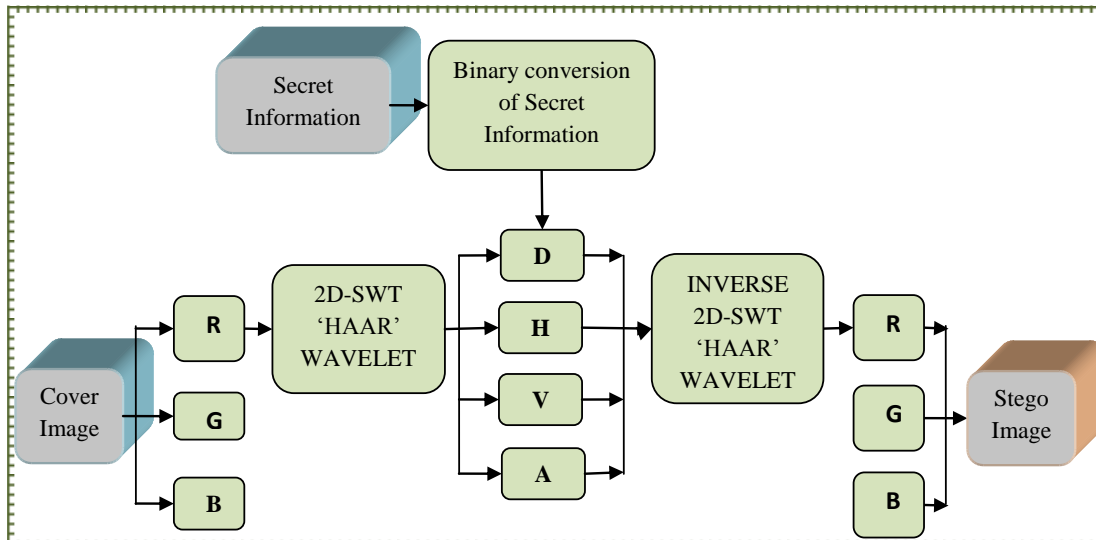 Secret
Information
Binary conversion
of Secret
Information
Cover
Image
R
G
B
2D-SWT
‘HAAR’
WAVELET
D
H
V
A
INVERSE
2D-SWT
‘HAAR’
WAVELET
R
G
B
Stego
Image